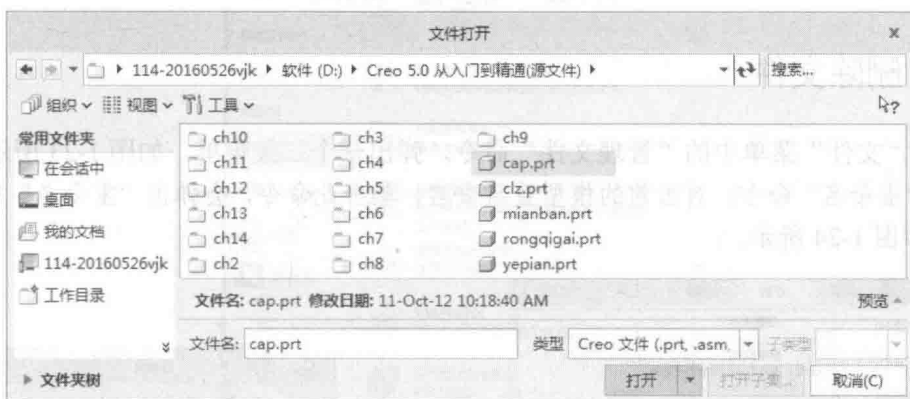 文件打开
114-20160526vjk ▸ 软件 (D:) ▸ Creo 5.0 从入门到精通(源文件) ▸ 搜索...
组织 视图 工具
常用文件夹
在会话中
桌面
我的文档
114-20160526vjk
工作目录
ch10 ch3 ch9
ch11 ch4 cap.prt
ch12 ch5 clz.prt
ch13 ch6 mianban.prt
ch14 ch7 rongqigai.prt
ch2 ch8 yepian.prt
文件名: cap.prt 修改日期: 11-Oct-12 10:18:40 AM 预览
文件名: cap.prt 类型 Creo 文件 (.prt, .asm, 子类型
文件夹树 打开 打开子集... 取消(C)